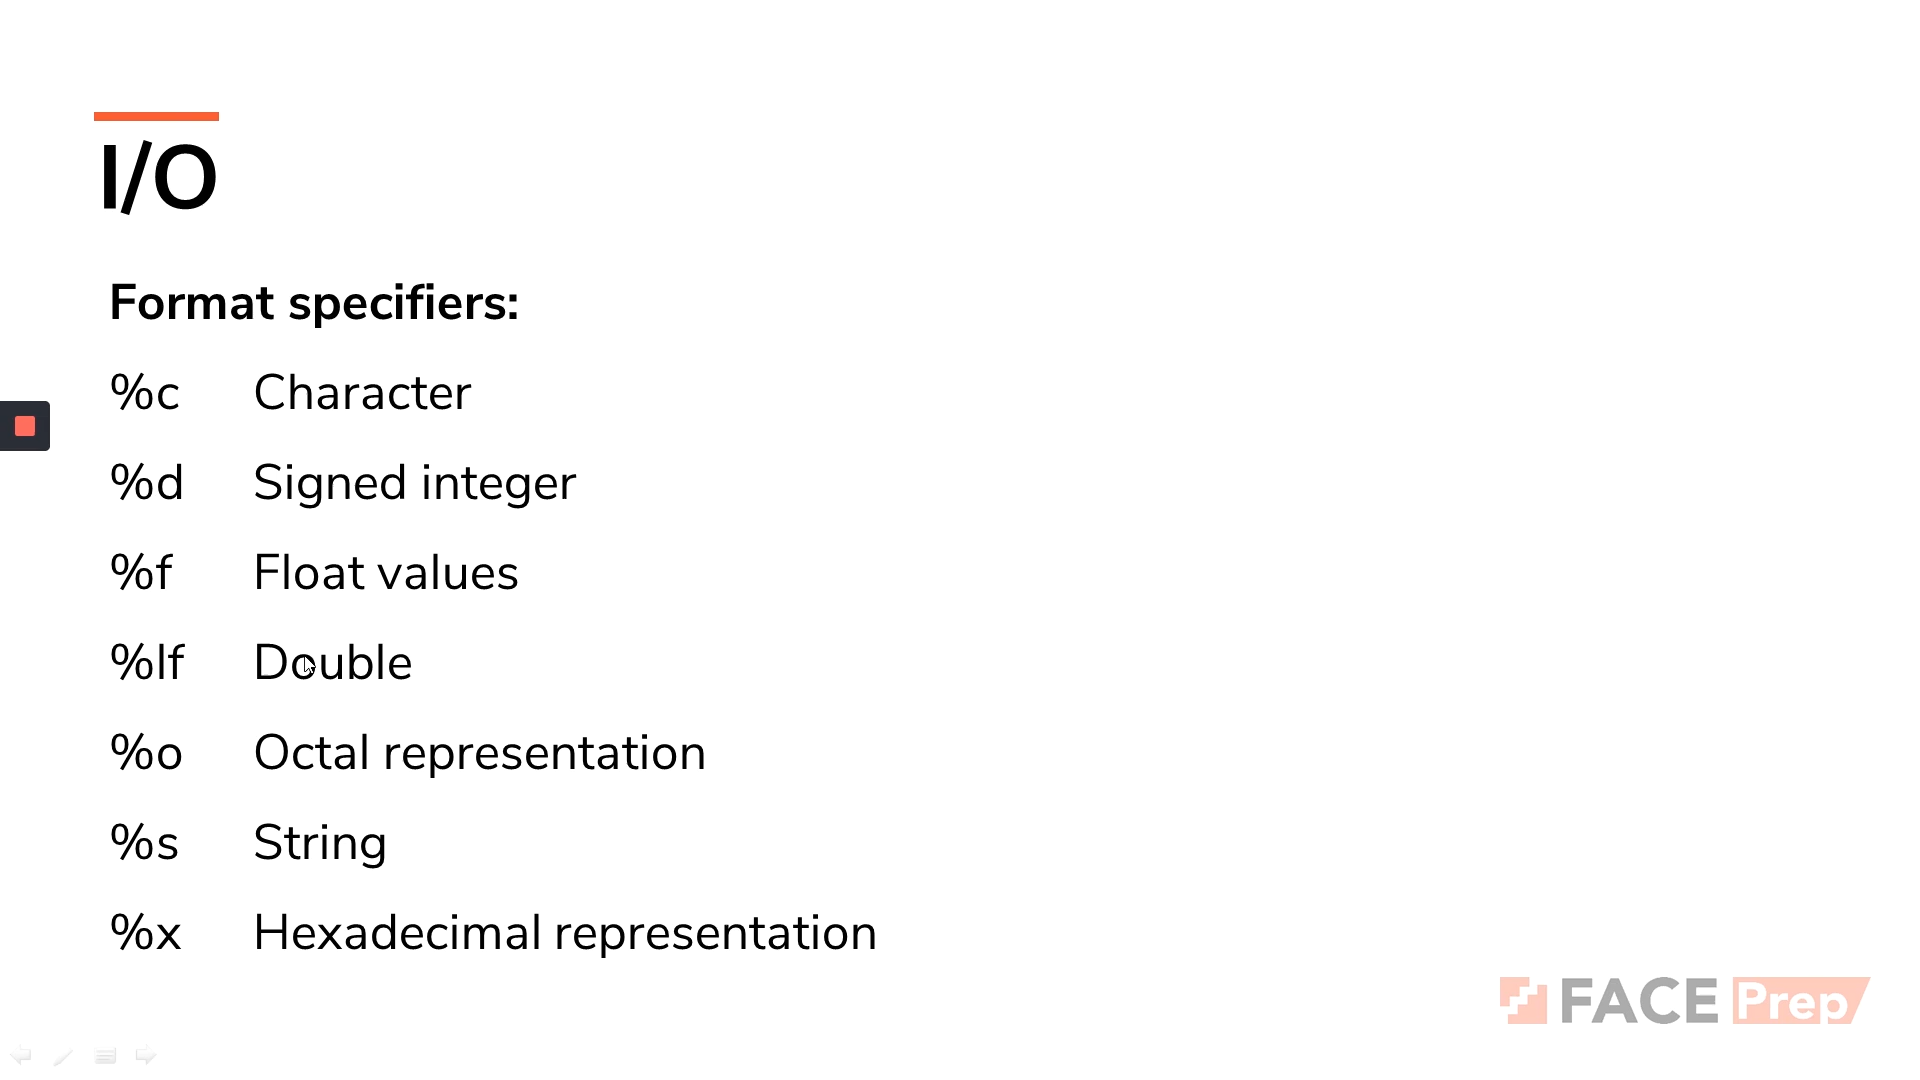 I/O
Format specifiers:
%c Character
%d Signed integer
%f Float values
%lf Double
%o Octal representation
%s String
%x Hexadecimal representation
FACE Prep